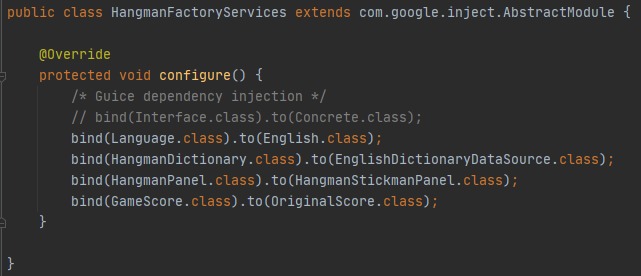 public class HangmanFactoryServices extends com.google.inject.AbstractModule {
@Override
protected void configure() {
/* Guice dependency injection */
// bind(Interface.class).to(Concrete.class);
bind(Language.class).to(English.class);
bind(HangmanDictionary.class).to(EnglishDictionaryDataSource.class);
bind(HangmanPanel.class).to(HangmanStickmanPanel.class);
bind(GameScore.class).to(OriginalScore.class);
}
}